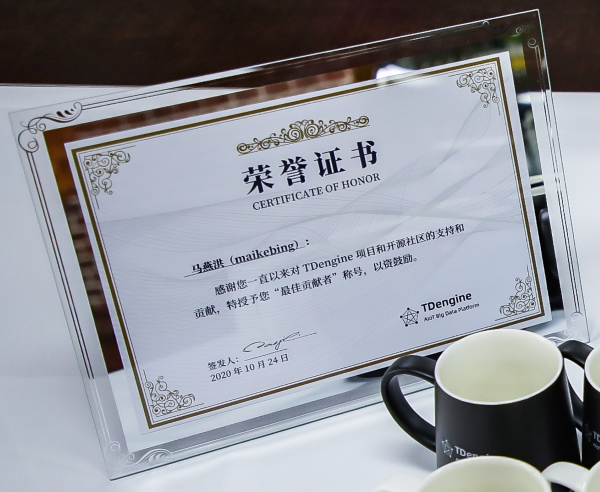 荣誉证书
CERTIFICATE OF HONOR
马燕洪（maikebing）：
感谢您一直以来对 TDengine 项目和开源社区的支持和
贡献，特授予您“最佳贡献者”称号，以资鼓励。
TDengine
AIoT Big Data Platform
签发人：
2020 年 10 月 24 日
TDengine